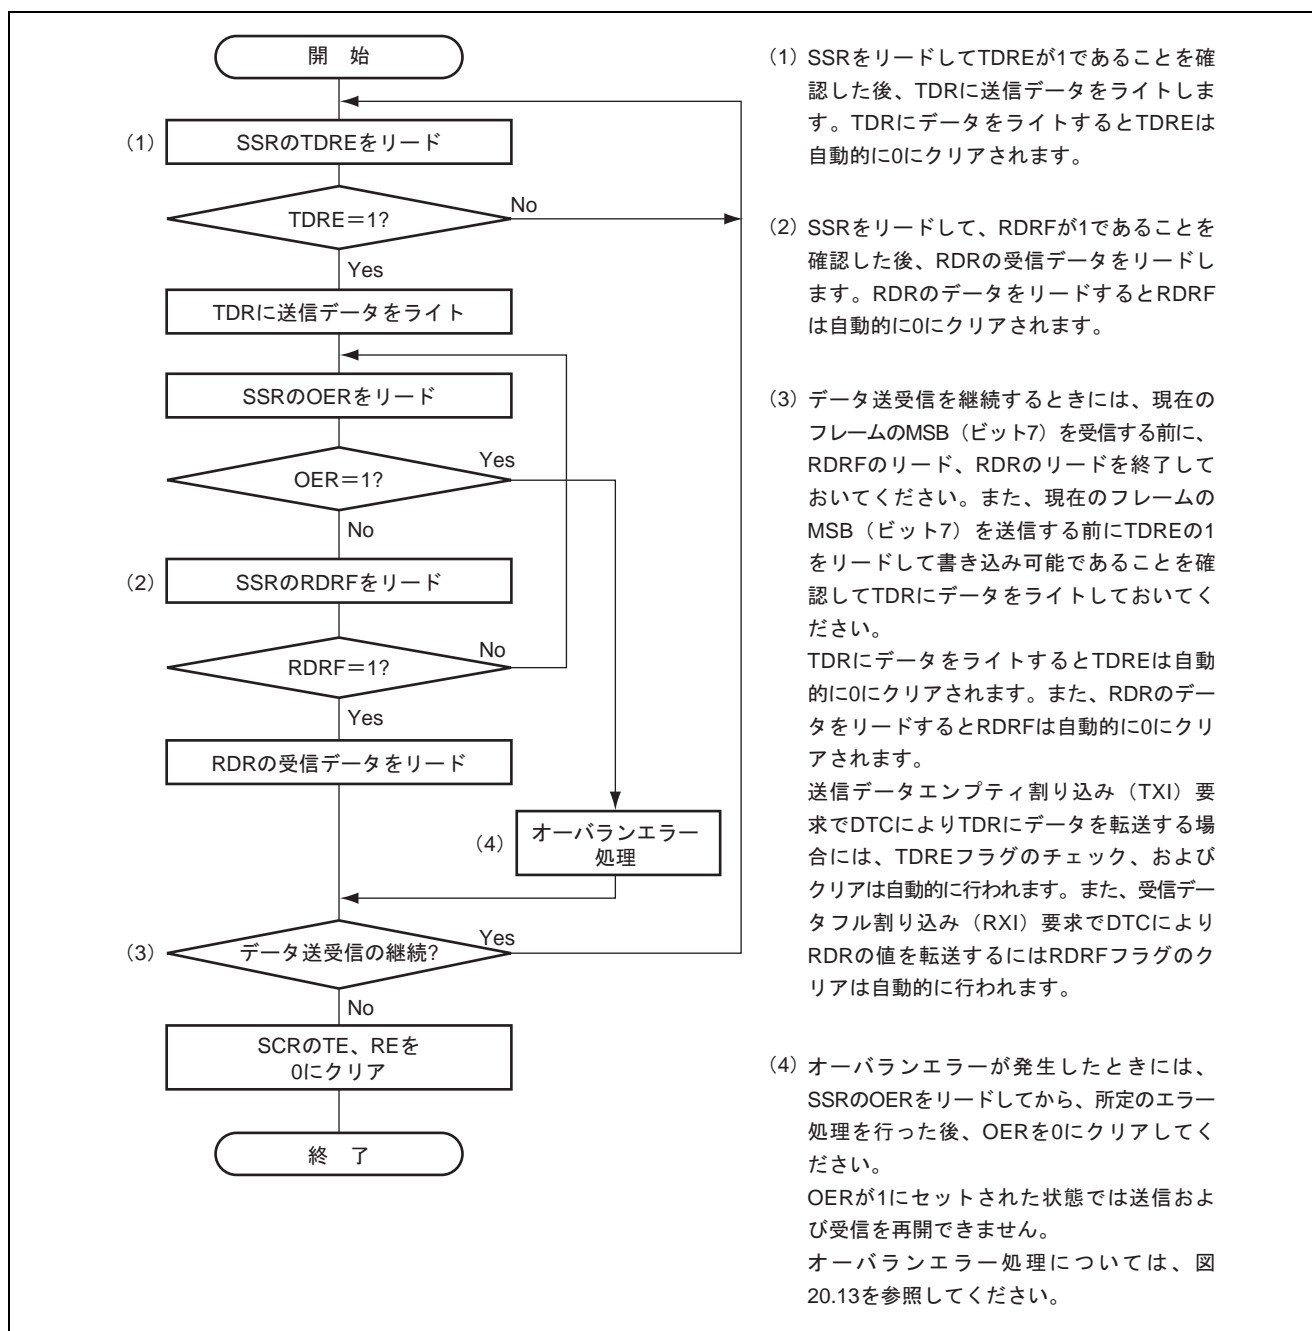 開　始
(1)
SSRのTDREをリード
TDRE＝1?
No
Yes
TDRに送信データをライト
SSRのOERをリード
OER＝1?
Yes
No
(2)
SSRのRDRFをリード
RDRF＝1?
No
Yes
RDRの受信データをリード
(4)
オーバランエラー
処理
(3)
データ送受信の継続?
Yes
No
SCRのTE、REを
0にクリア
終　了
(1) SSRをリードしてTDREが1であることを確
認した後、TDRに送信データをライトしま
す。TDRにデータをライトするとTDREは
自動的に0にクリアされます。
(2) SSRをリードして、RDRFが1であることを
確認した後、RDRの受信データをリードし
ます。RDRのデータをリードするとRDRF
は自動的に0にクリアされます。
(3) データ送受信を継続するときには、現在の
フレームのMSB（ビット7）を受信する前に、
RDRFのリード、RDRのリードを終了して
おいてください。また、現在のフレームの
MSB（ビット7）を送信する前にTDREの1
をリードして書き込み可能であることを確
認してTDRにデータをライトしておいてく
ださい。
TDRにデータをライトするとTDREは自動
的に0にクリアされます。また、RDRのデー
タをリードするとRDRFは自動的に0にクリ
アされます。
送信データエンプティ割り込み（TXI）要
求でDTCによりTDRにデータを転送する場
合には、TDREフラグのチェック、および
クリアは自動的に行われます。また、受信デー
タフル割り込み（RXI）要求でDTCにより
RDRの値を転送するにはRDRFフラグのク
リアは自動的に行われます。
(4) オーバランエラーが発生したときには、
SSRのOERをリードしてから、所定のエラー
処理を行った後、OERを0にクリアしてく
ださい。
OERが1にセットされた状態では送信およ
び受信を再開できません。
オーバランエラー処理については、図
20.13を参照してください。